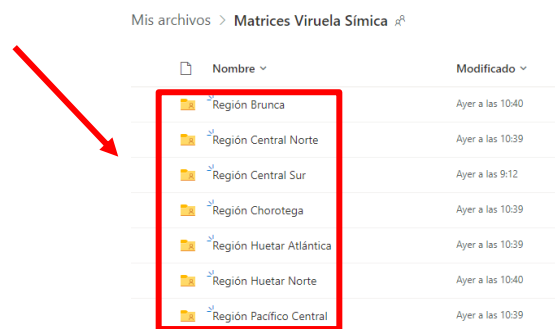 Mis archivos > Matrices Viruela Símica
Nombre Modificado
Región Brunca Ayer a las 10:40
Región Central Norte Ayer a las 10:39
Región Central Sur Ayer a las 9:12
Región Chorotega Ayer a las 10:39
Región Huetar Atlántica Ayer a las 10:39
Región Huetar Norte Ayer a las 10:40
Región Pacífico Central Ayer a las 10:39